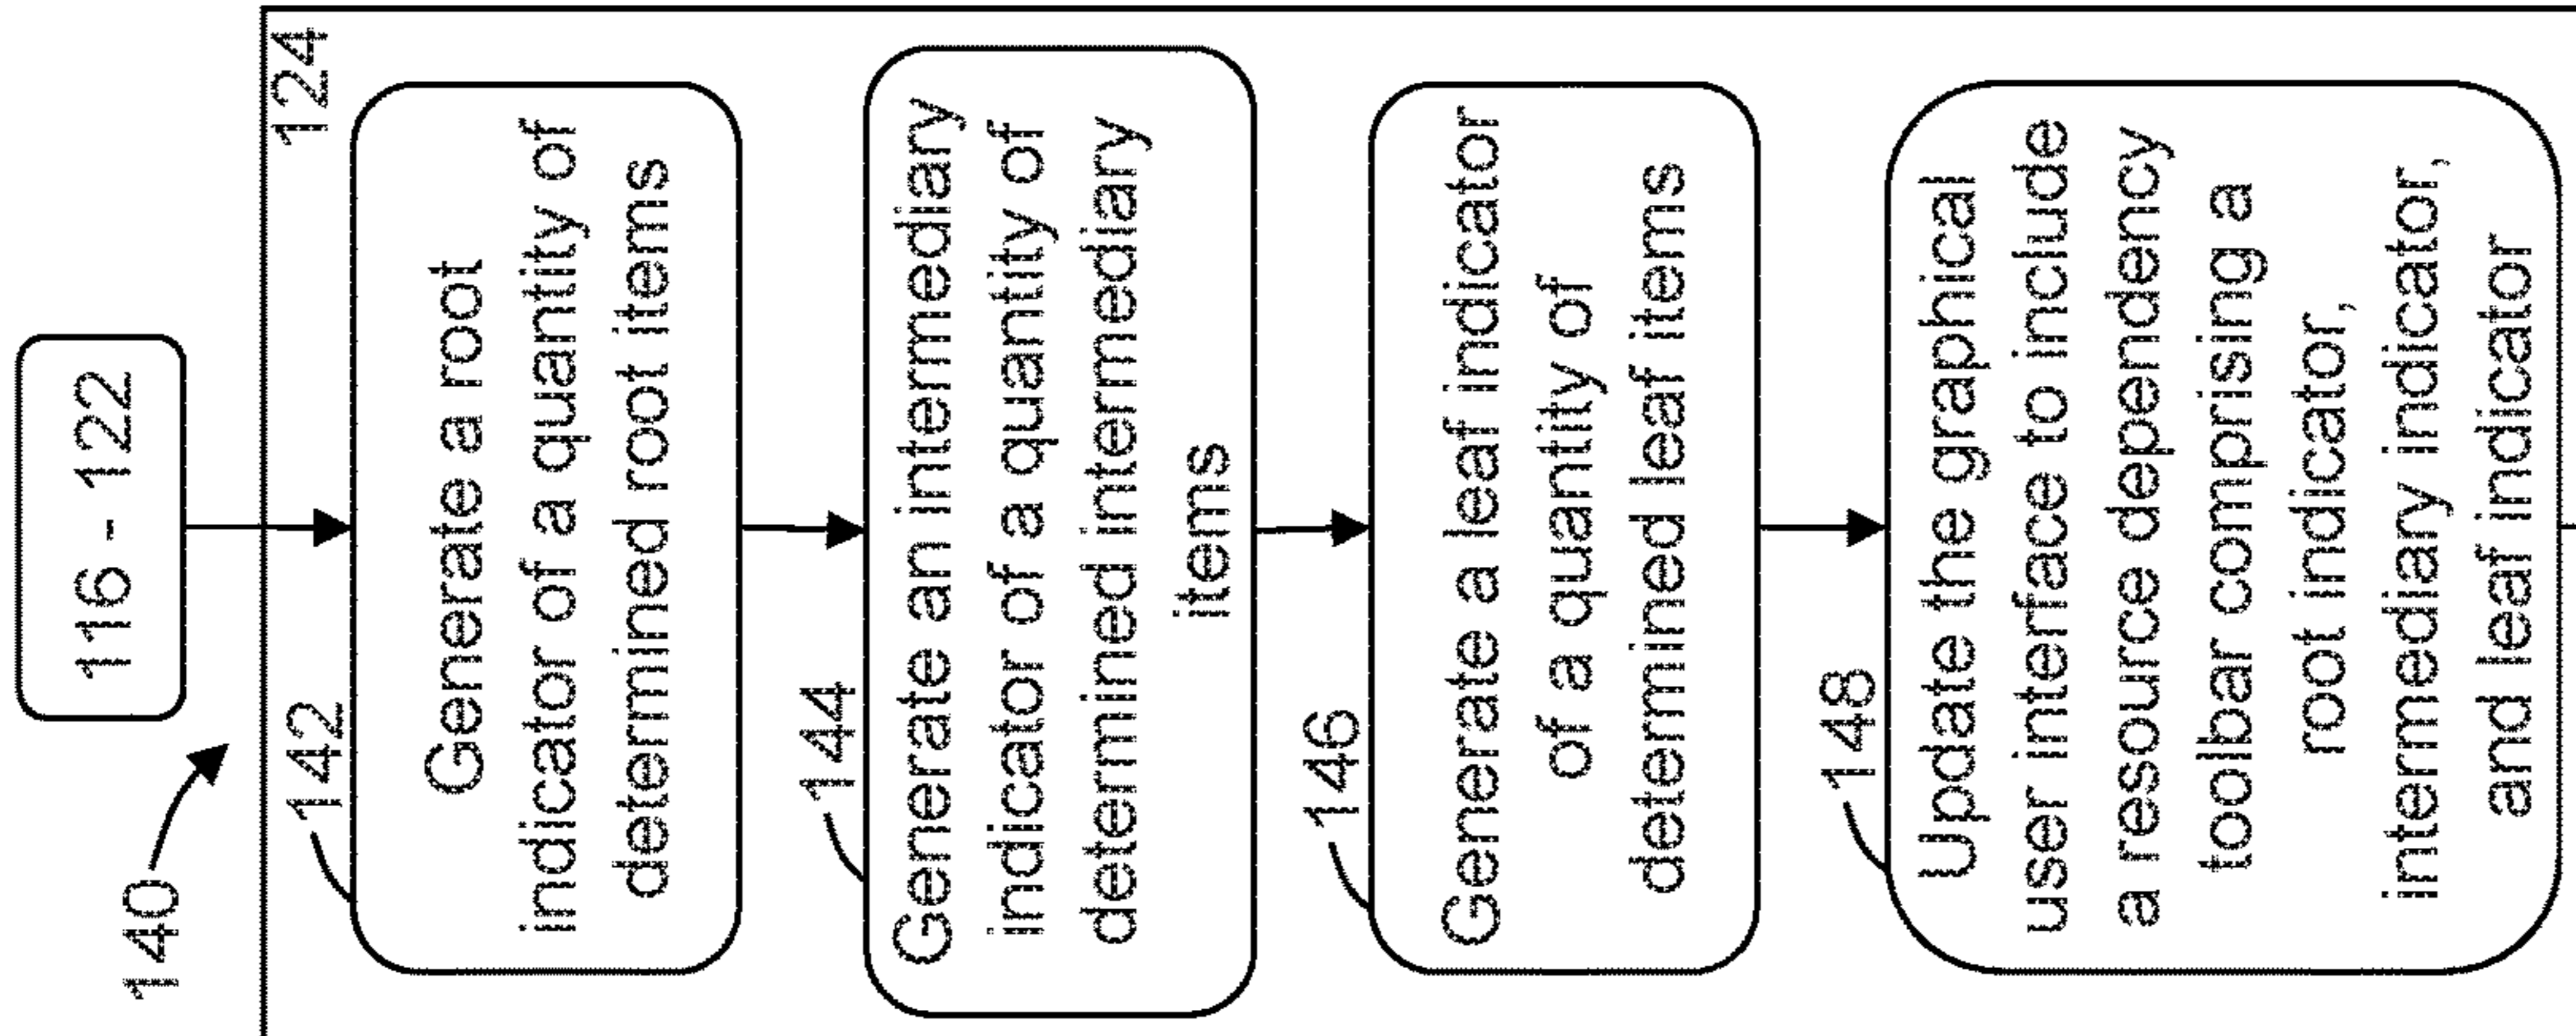 140
116 - 122
124
142
Generate a root
indicator of a quantity of
determined root items
144
Generate an intermediary
indicator of a quantity of
determined intermediary
items
146
Generate a leaf indicator
of a quantity of
determined leaf items
148
Update the graphical
user interface to include
a resource dependency
toolbar comprising a
root indicator,
intermediary indicator,
and leaf indicator